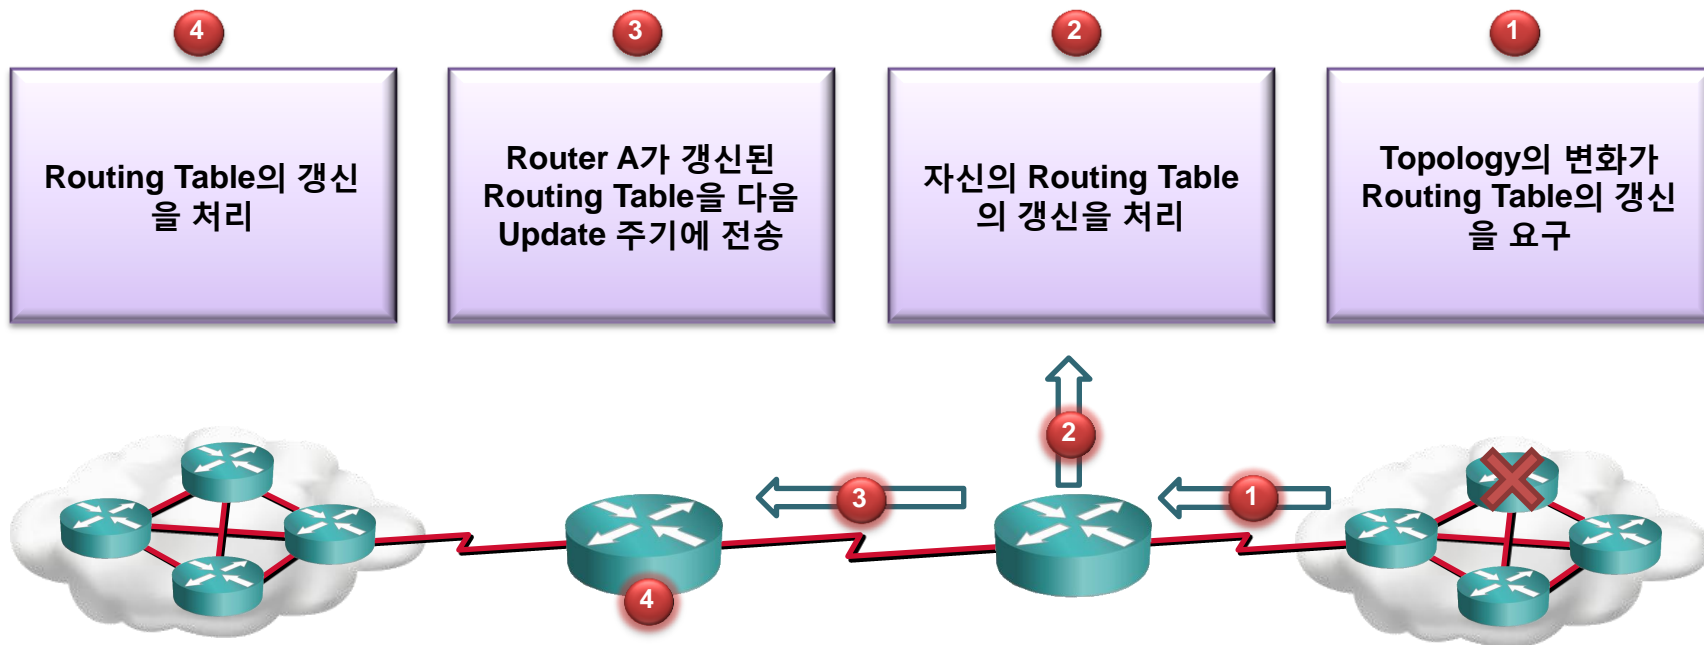 4
3
2
1
Routing Table의 갱신
을 처리
Router A가 갱신된
Routing Table을 다음
Update 주기에 전송
자신의 Routing Table
의 갱신을 처리
Topology의 변화가
Routing Table의 갱신
을 요구
2
3
1
4